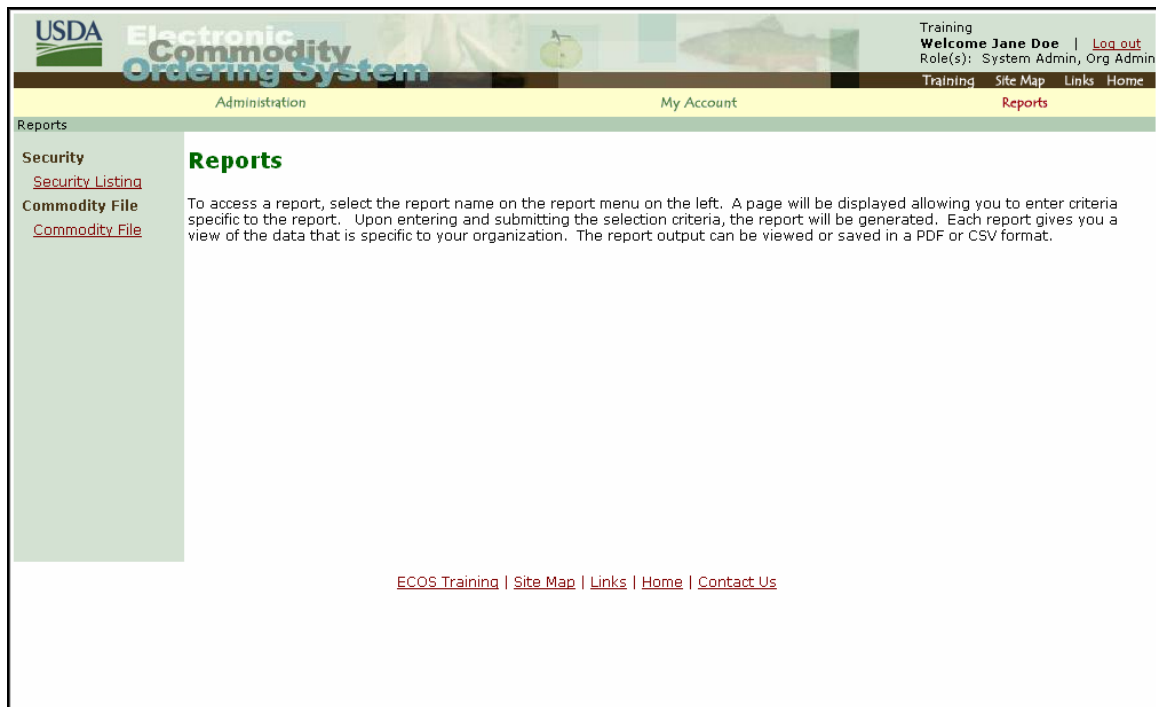 USDA
Electronic
Commodity
Ordering System
Training
Welcome Jane Doe | Log out
Role(s): System Admin, Org Admin
Training Site Map Links Home
Administration My Account Reports
Reports
Security
Security Listing
Commodity File
Commodity File
Reports
To access a report, select the report name on the report menu on the left. A page will be displayed allowing you to enter criteria
specific to the report. Upon entering and submitting the selection criteria, the report will be generated. Each report gives you a
view of the data that is specific to your organization. The report output can be viewed or saved in a PDF or CSV format.
ECOS Training | Site Map | Links | Home | Contact Us